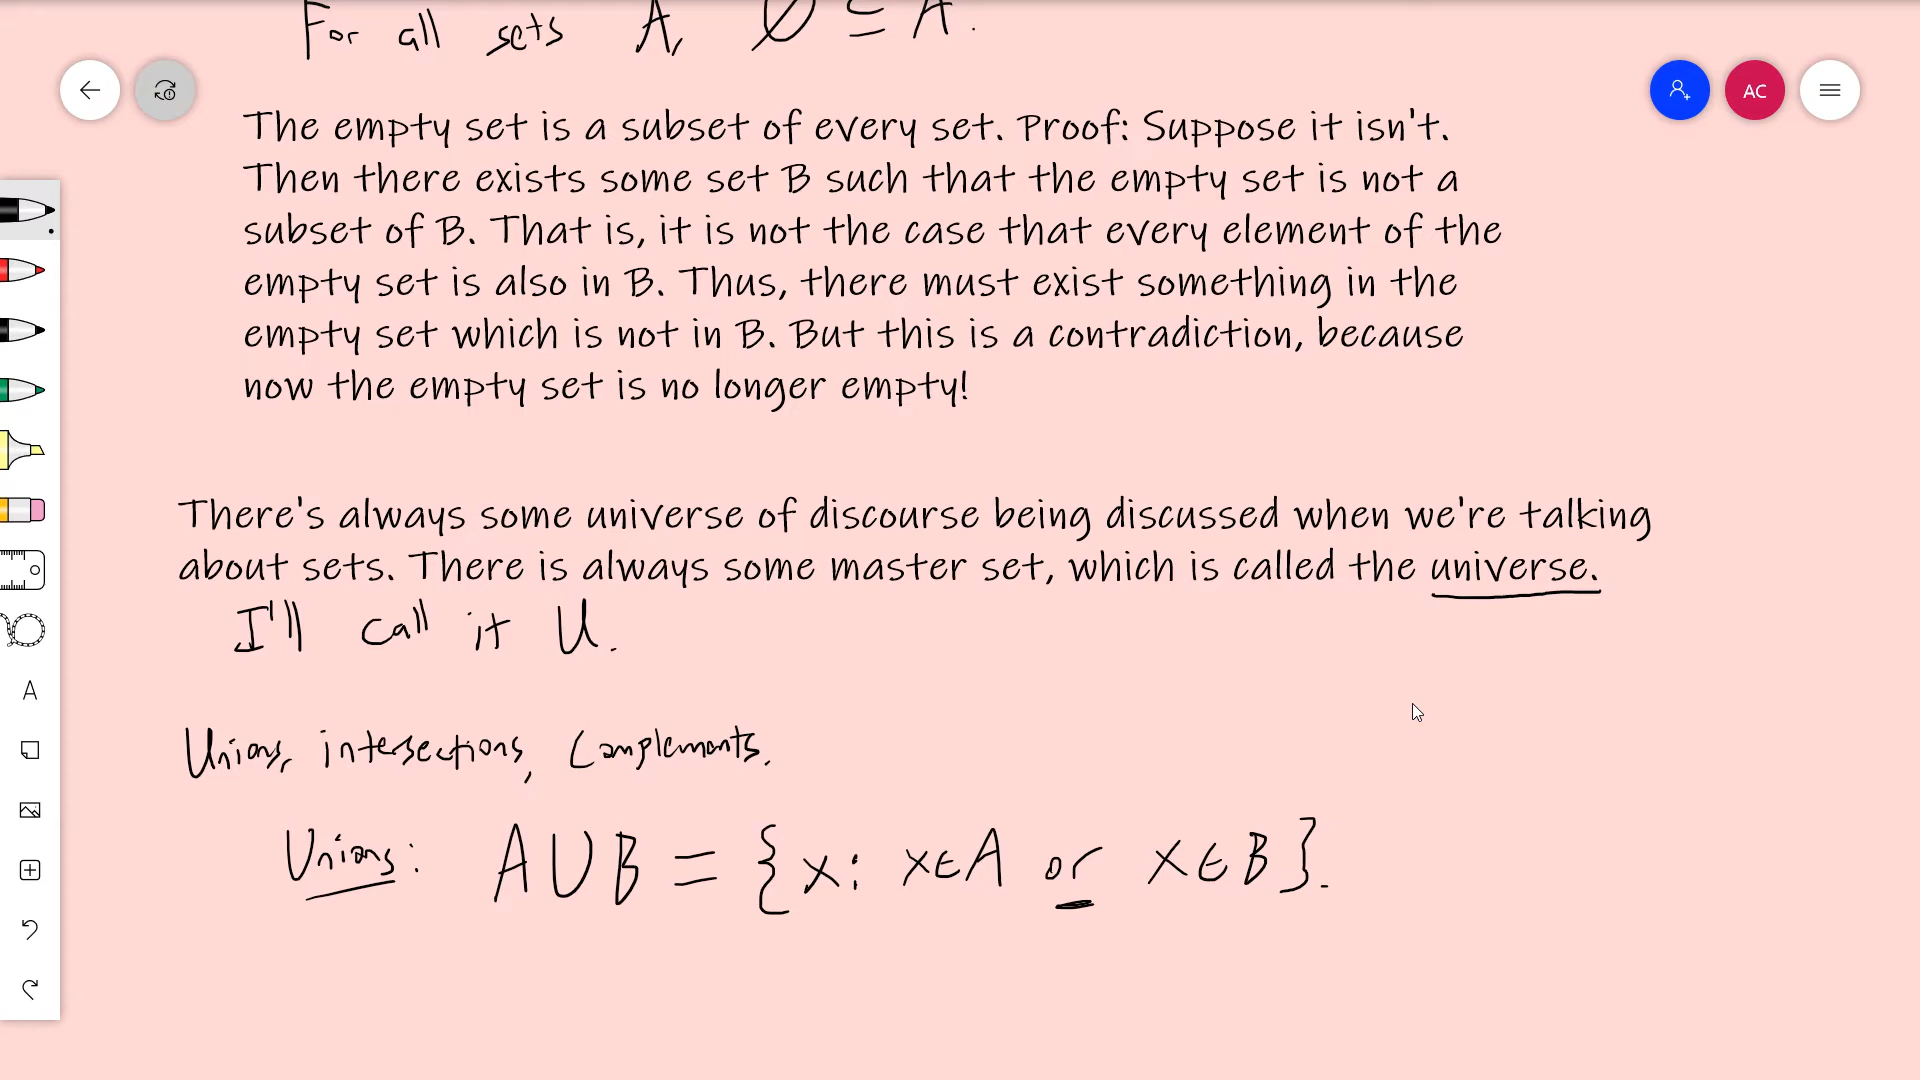 For all sets A, ∅ ⊆ A.
AC
The empty set is a subset of every set. Proof: Suppose it isn't.
Then there exists some set B such that the empty set is not a
subset of B. That is, it is not the case that every element of the
empty set is also in B. Thus, there must exist something in the
empty set which is not in B. But this is a contradiction, because
now the empty set is no longer empty!
There's always some universe of discourse being discussed when we're talking
about sets. There is always some master set, which is called the universe.
I'll call it U.
A
Unions, intersections, Complements.
Unions: A ∪ B = {x: x∈A or x∈B}.